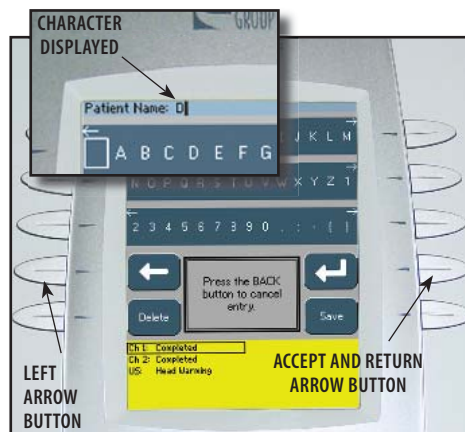 CHARACTER
DISPLAYED
GROUP
Patient Name: D
A B C D E F G
J K L M
N O P Q R S T U V W X Y Z 1
2 3 4 5 6 7 8 9 0 . : - ( )
Press the BACK
button to cancel
entry.
Delete
Save
Ch 1: Completed
Ch 2: Completed
US: Head Warming
LEFT
ARROW
BUTTON
ACCEPT AND RETURN
ARROW BUTTON